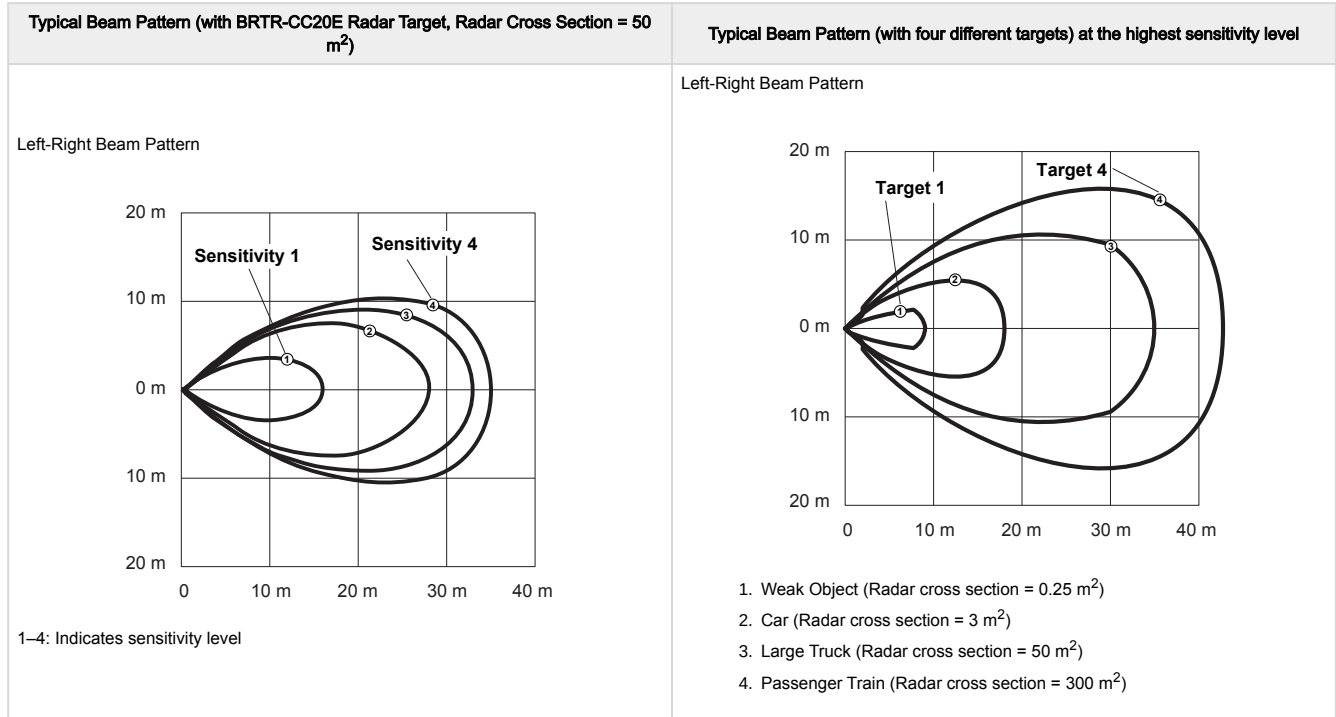 Typical Beam Pattern (with BRTR-CC20E Radar Target, Radar Cross Section = 50
m²)
Left-Right Beam Pattern
20 m
10 m
0 m
10 m
20 m
Sensitivity 1
Sensitivity 4
1
2
3
4
0
10 m
20 m
30 m
40 m
1–4: Indicates sensitivity level
Typical Beam Pattern (with four different targets) at the highest sensitivity level
Left-Right Beam Pattern
20 m
10 m
0 m
10 m
20 m
Target 1
Target 4
1
2
3
4
0
10 m
20 m
30 m
40 m
1. Weak Object (Radar cross section = 0.25 m²)
2. Car (Radar cross section = 3 m²)
3. Large Truck (Radar cross section = 50 m²)
4. Passenger Train (Radar cross section = 300 m²)